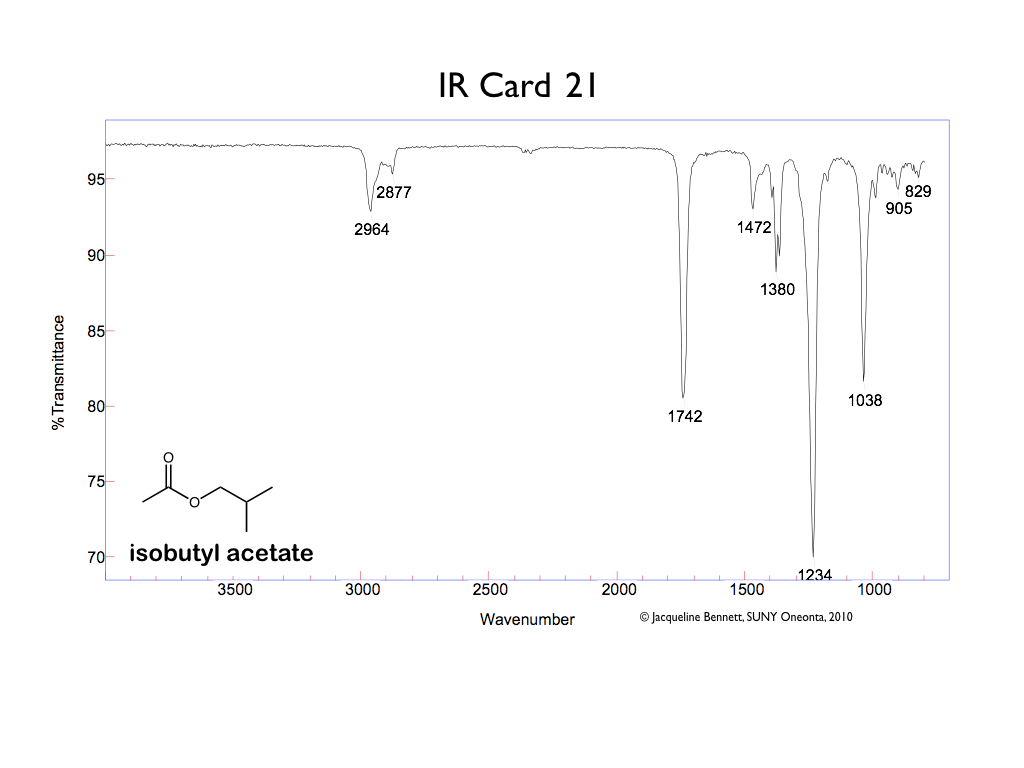 IR Card 21
95
90
85
80
75
70
%Transmittance
2877
2964
1742
1472
1380
1234
1038
905
829
O
O
isobutyl acetate
3500 3000 2500 2000 1500 1000
Wavenumber
© Jacqueline Bennett, SUNY Oneonta, 2010